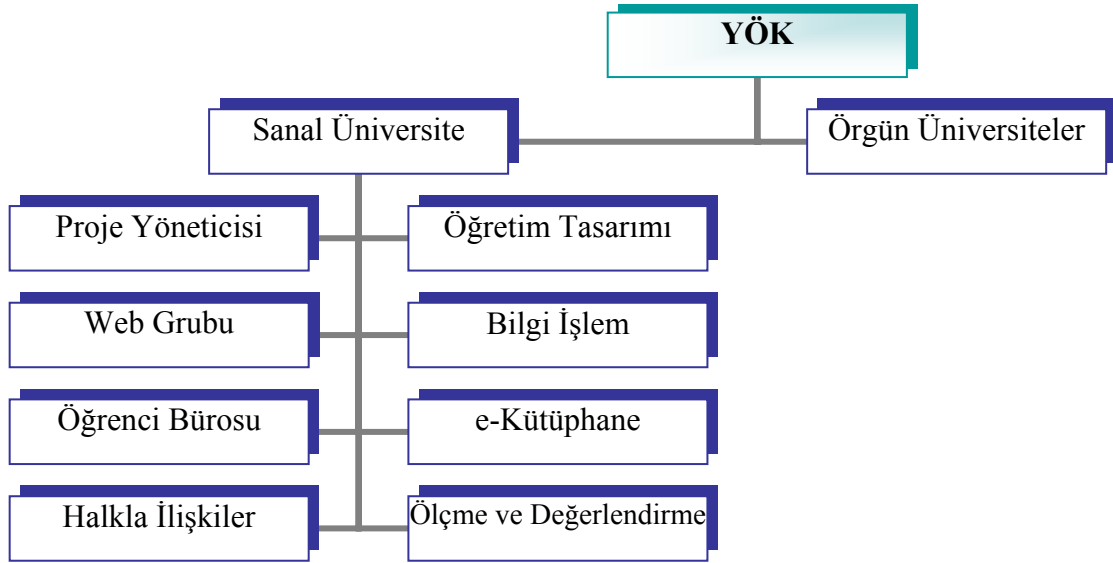 YÖK
Sanal Üniversite
Örgün Üniversiteler
Proje Yöneticisi
Öğretim Tasarımı
Web Grubu
Bilgi İşlem
Öğrenci Bürosu
e-Kütüphane
Halkla İlişkiler
Ölçme ve Değerlendirme